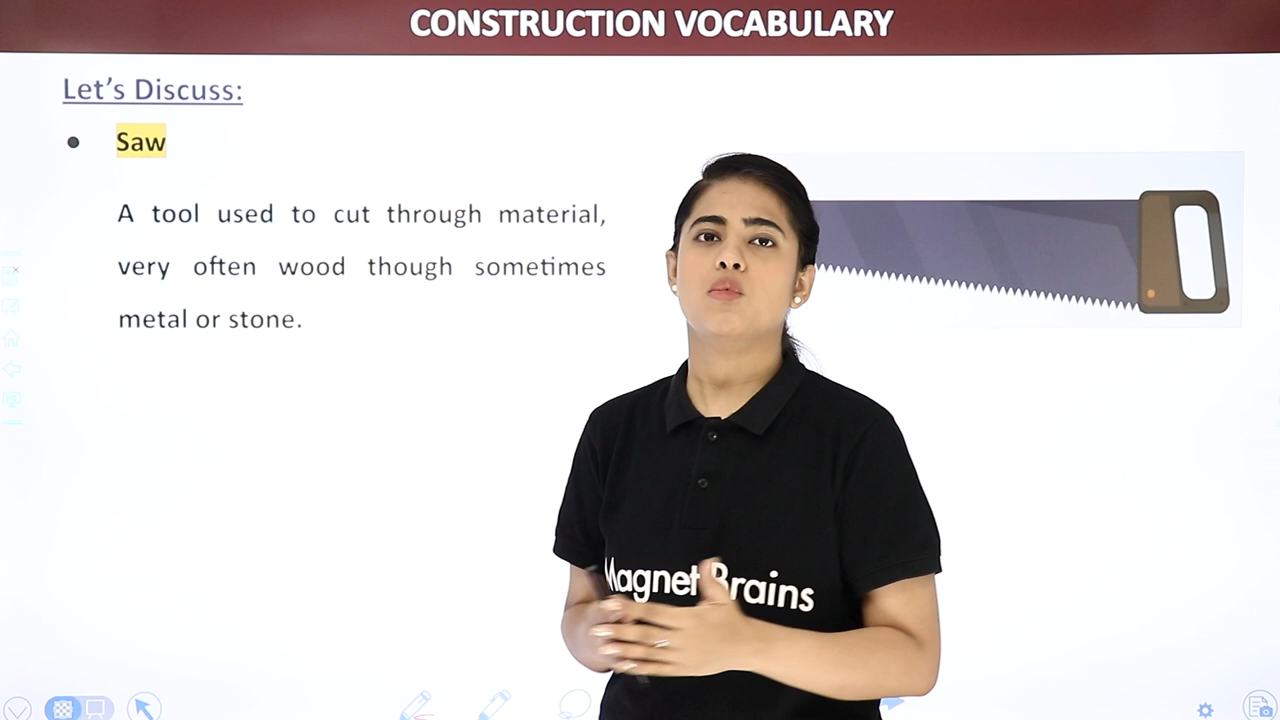 CONSTRUCTION VOCABULARY
Let's Discuss:
● Saw
A tool used to cut through material,
very often wood though sometimes
metal or stone.
Magnet Brains